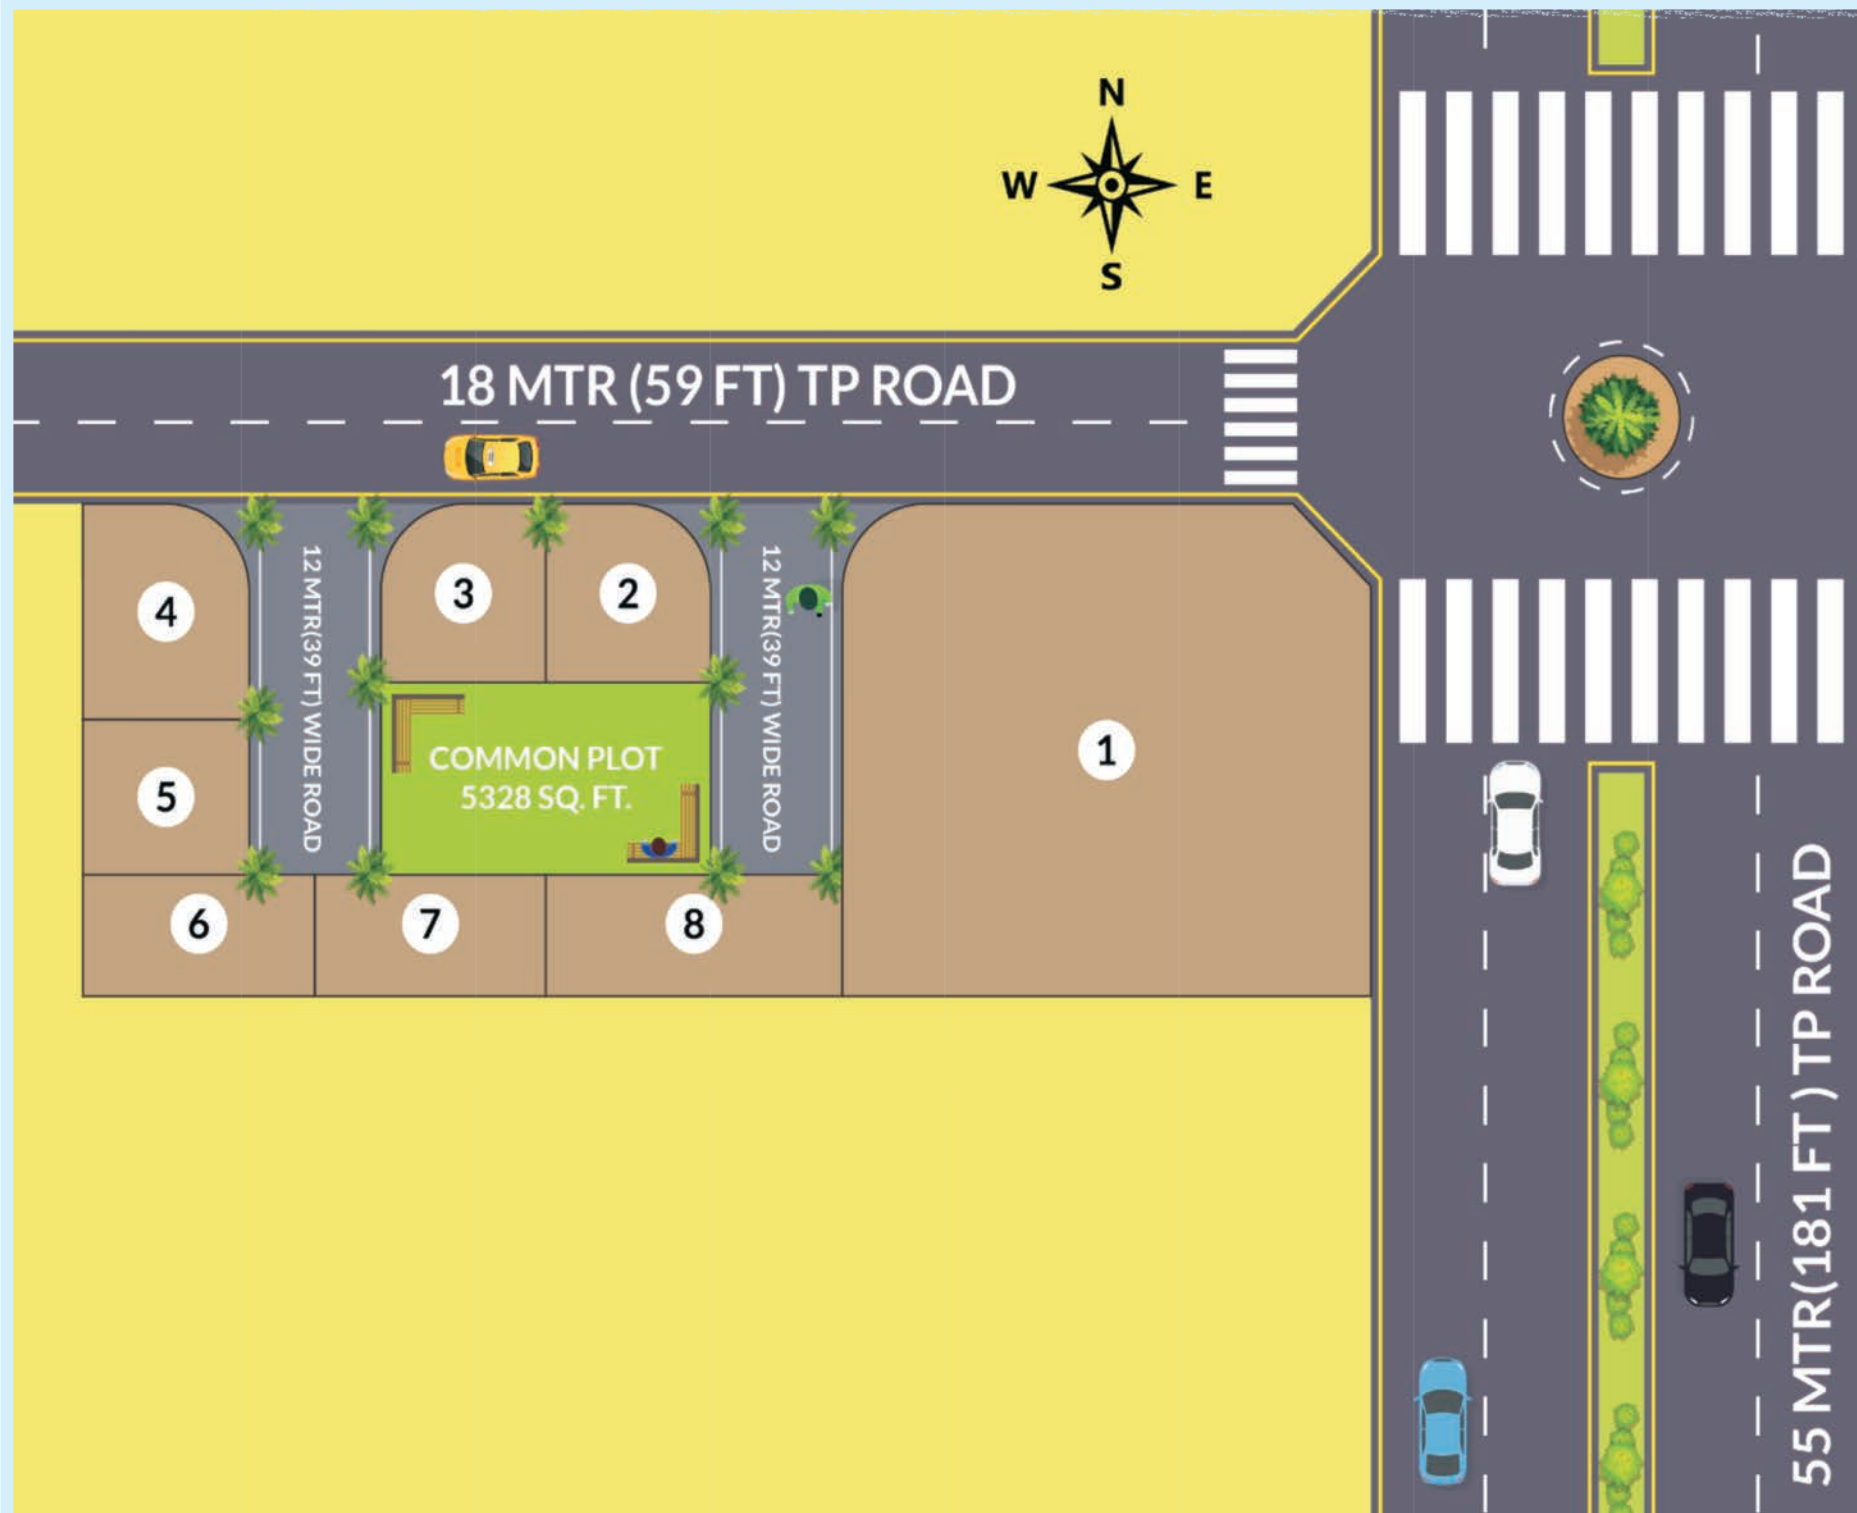 N
W E
S
18 MTR (59 FT) TP ROAD
4
12 MTR(39 FT) WIDE ROAD
3
2
12 MTR(39 FT) WIDE ROAD
1
5
COMMON PLOT
5328 SQ. FT.
6
7
8
55 MTR(181 FT ) TP ROAD